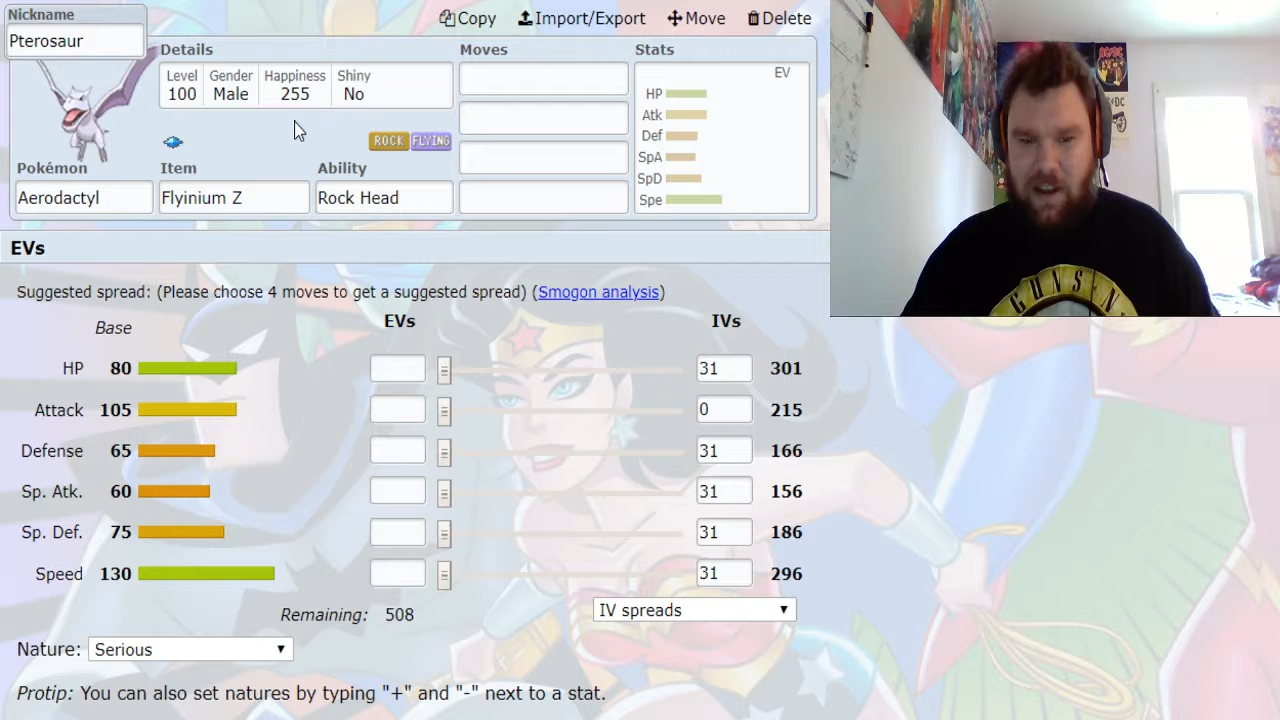 Nickname
Pterosaur
Copy Import/Export Move Delete
Details
Moves
Stats
Level
100
Gender
Male
Happiness
255
Shiny
No
EV
HP
Atk
Def
SpA
SpD
Spe
ROCK FLYING
Pokémon
Item
Ability
Aerodactyl
Flyinium Z
Rock Head
EVs
Suggested spread: (Please choose 4 moves to get a suggested spread) (Smogon analysis)
Base EVs IVs
HP 80 31 301
Attack 105 0 215
Defense 65 31 166
Sp. Atk. 60 31 156
Sp. Def. 75 31 186
Speed 130 31 296
Remaining: 508
IV spreads
Nature: Serious
Protip: You can also set natures by typing "+" and "-" next to a stat.
AC/DC
GUNS N